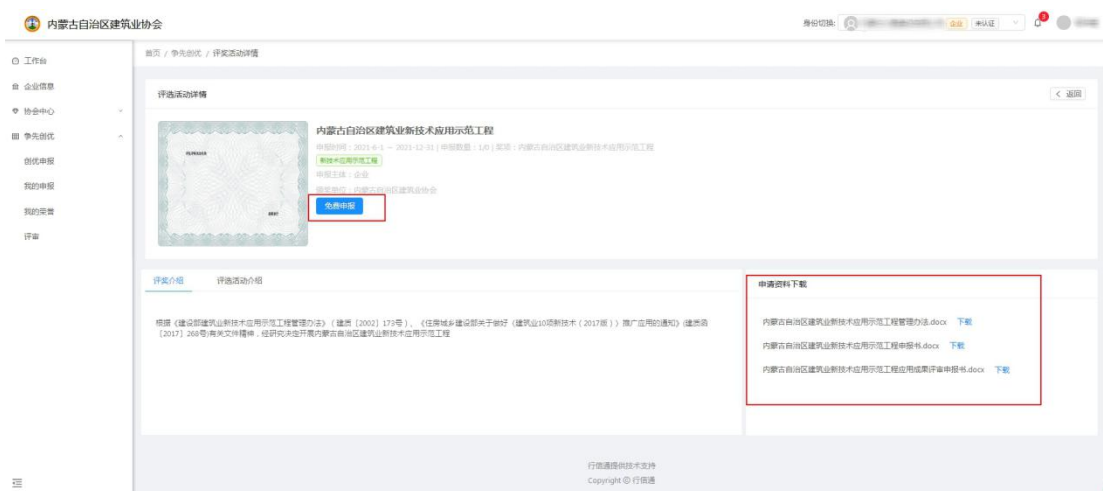 内蒙古自治区建筑业协会
身份切换:
企业
未认证
首页 / 争先创优 / 评奖活动详情
工作台
企业信息
协会中心
争先创优
创优申报
我的申报
我的荣誉
评审
评选活动详情
< 返回
内蒙古自治区建筑业新技术应用示范工程
申报时间:2021-6-1 ~ 2021-12-31 | 申报数量:1/0 | 奖项:内蒙古自治区建筑业新技术应用示范工程
新技术应用示范工程
申报主体:企业
颁奖单位:内蒙古自治区建筑业协会
免费申报
评奖介绍
评选活动介绍
根据《建设部建筑业新技术应用示范工程管理办法》(建质【2002】173号)、《住房城乡建设部关于做好《建筑业10项新技术(2017版)》推广应用的通知》(建质函
【2017】268号)有关文件精神,经研究决定开展内蒙古自治区建筑业新技术应用示范工程
申请资料下载
内蒙古自治区建筑业新技术应用示范工程管理办法.docx 下载
内蒙古自治区建筑业新技术应用示范工程申报书.docx 下载
内蒙古自治区建筑业新技术应用示范工程应用成果评审申报书.docx 下载
行信通提供技术支持
Copyright © 行信通